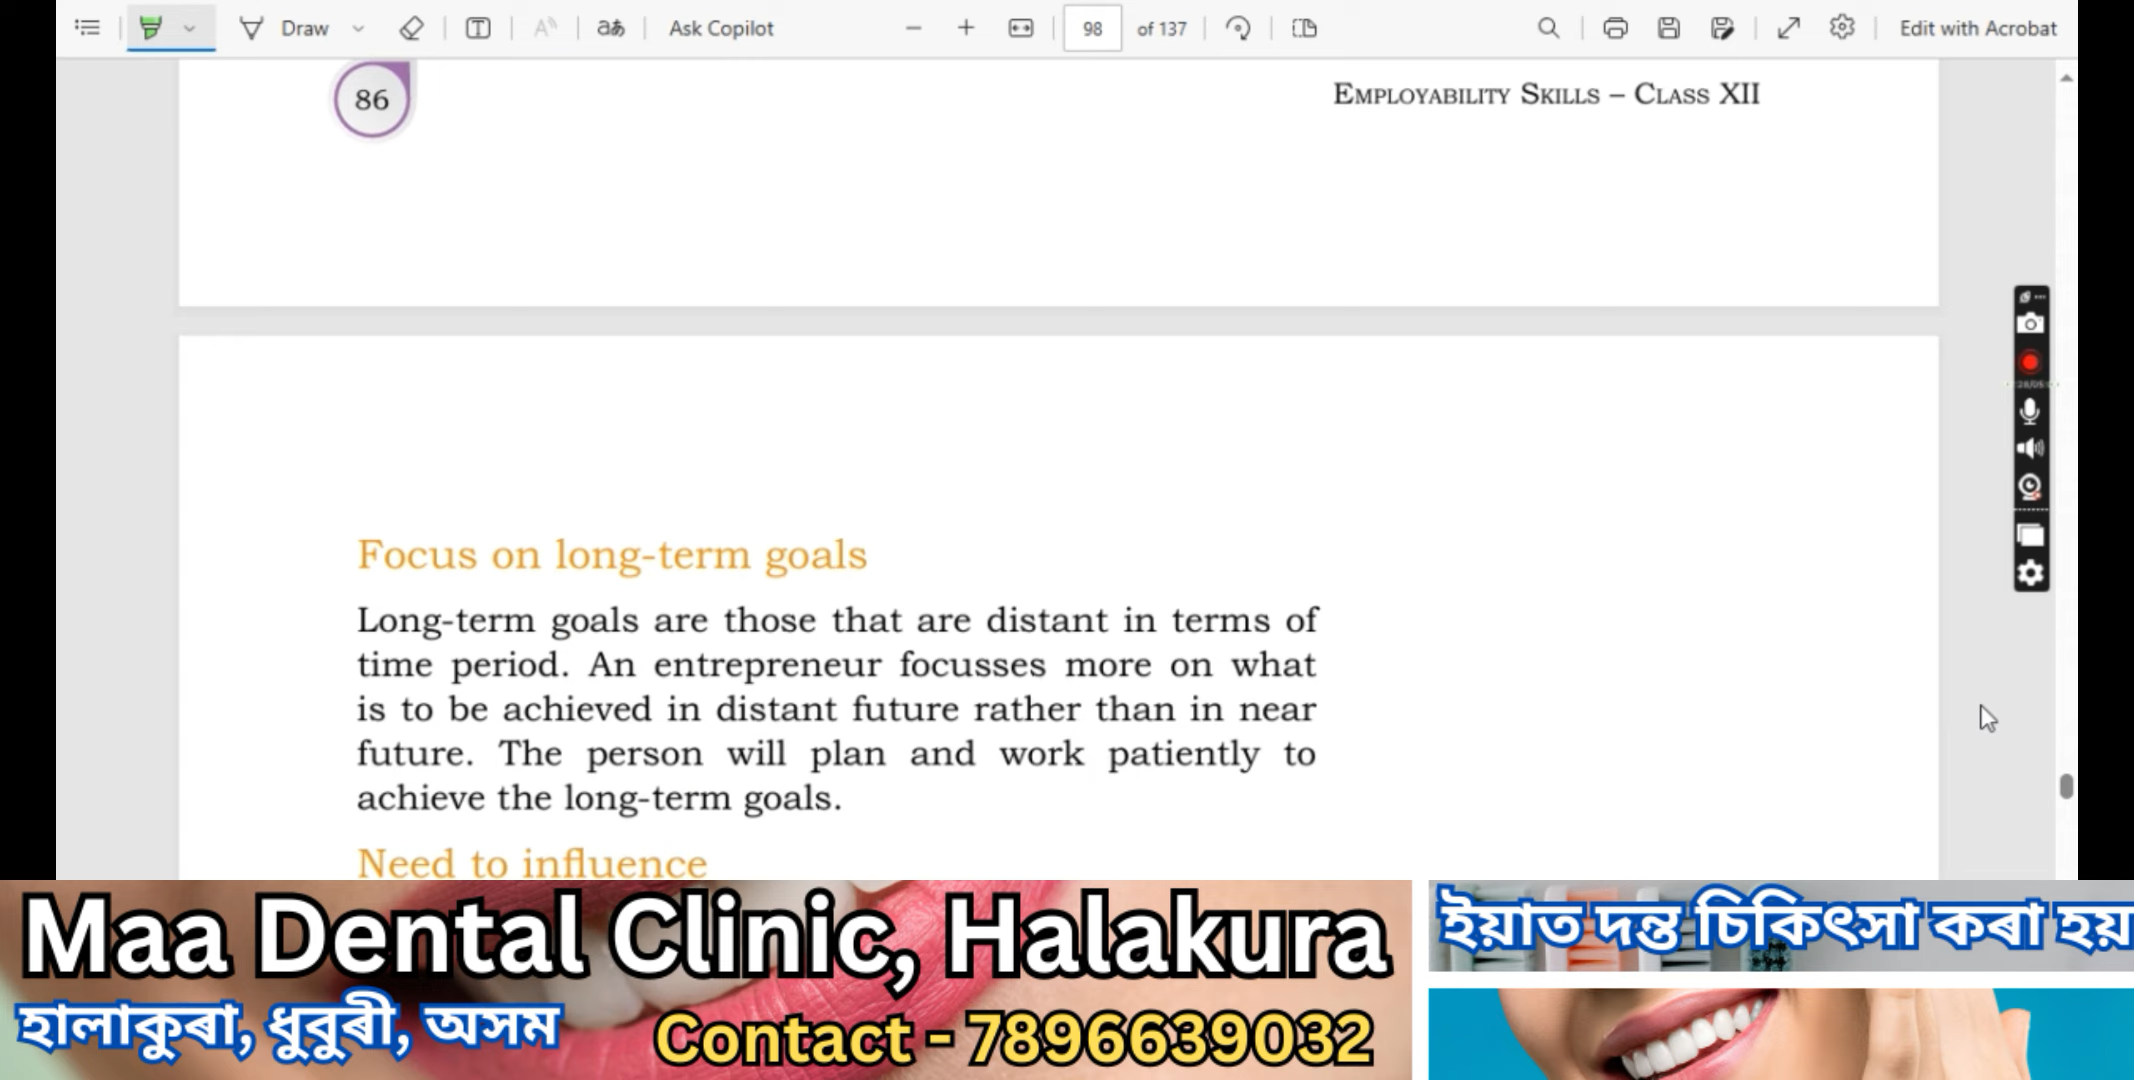 Draw
Ask Copilot
98
of 137
Edit with Acrobat
86
EMPLOYABILITY SKILLS – CLASS XII
Focus on long-term goals
Long-term goals are those that are distant in terms of
time period. An entrepreneur focusses more on what
is to be achieved in distant future rather than in near
future. The person will plan and work patiently to
achieve the long-term goals.
Need to influence
Maa Dental Clinic, Halakura
হালাকুৰা, ধুবুৰী, অসম
Contact - 7896639032
ইয়াত দন্ত চিকিৎসা কৰা হয়